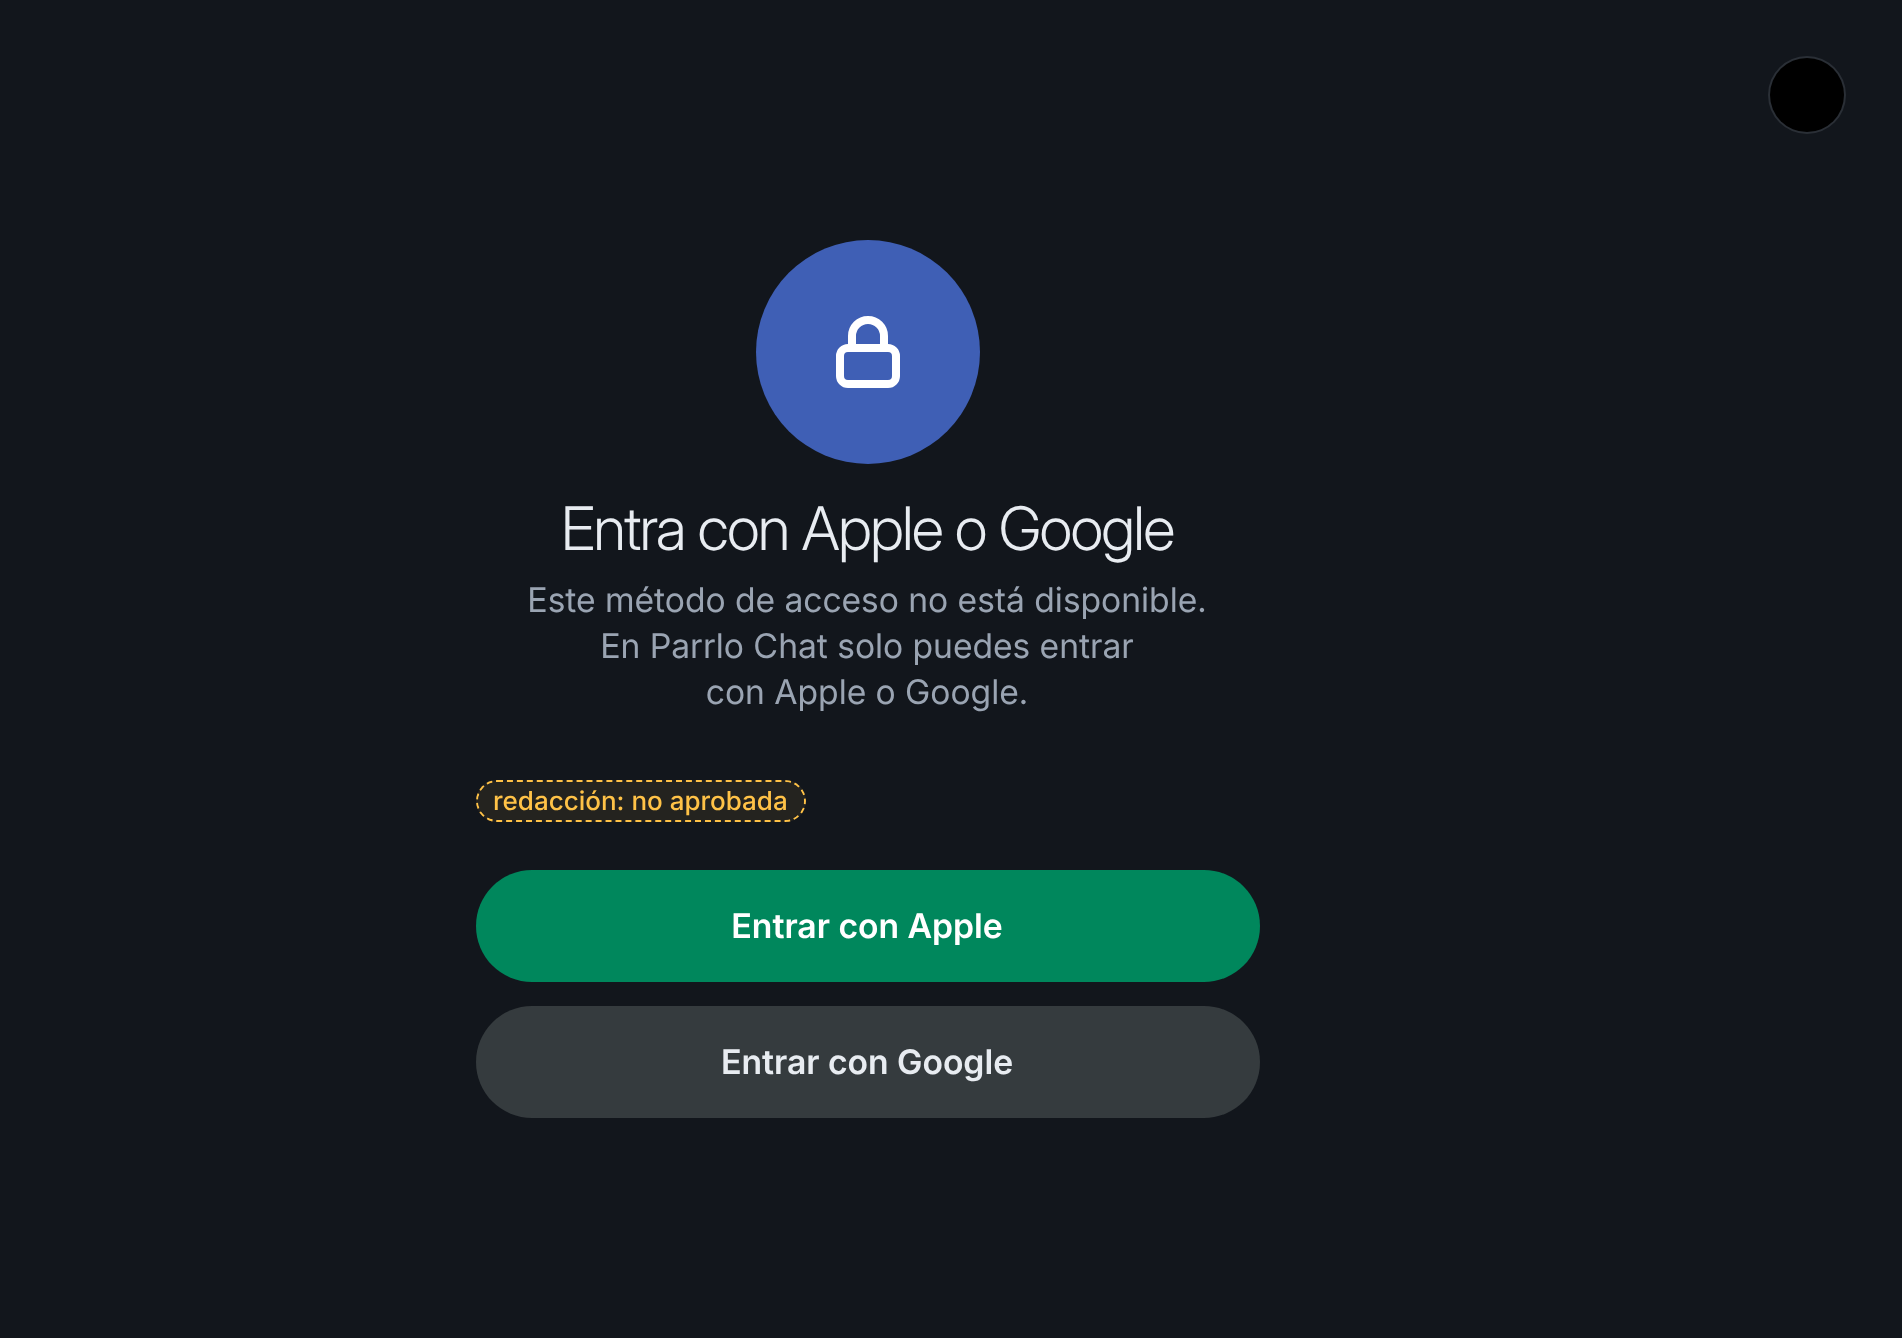 Entra con Apple o Google
Este método de acceso no está disponible.
En Parrlo Chat solo puedes entrar
con Apple o Google.
redacción: no aprobada
Entrar con Apple
Entrar con Google